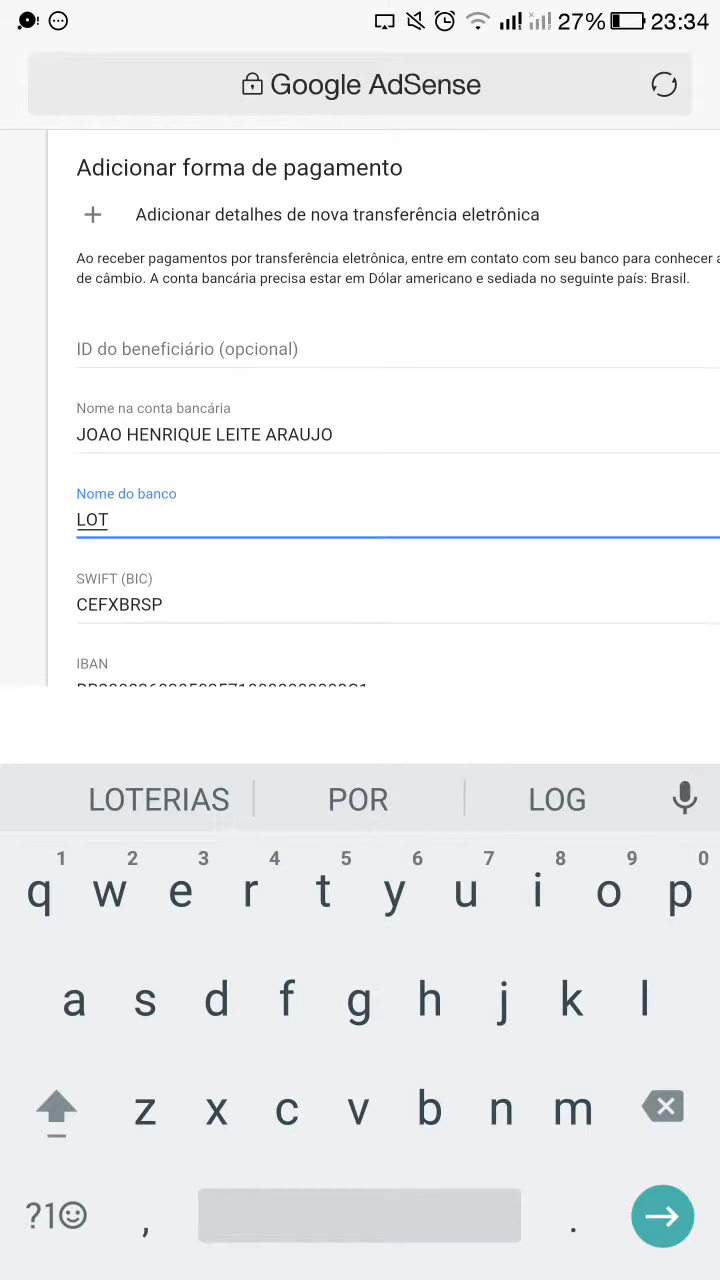 27% 23:34
Google AdSense
Adicionar forma de pagamento
+ Adicionar detalhes de nova transferência eletrônica
Ao receber pagamentos por transferência eletrônica, entre em contato com seu banco para conhecer a
de câmbio. A conta bancária precisa estar em Dólar americano e sediada no seguinte país: Brasil.
ID do beneficiário (opcional)
Nome na conta bancária
JOAO HENRIQUE LEITE ARAUJO
Nome do banco
LOT
SWIFT (BIC)
CEFXBRSP
IBAN
LOTERIAS POR LOG
1 2 3 4 5 6 7 8 9 0
q w e r t y u i o p
a s d f g h j k l
z x c v b n m
?1☺ , .